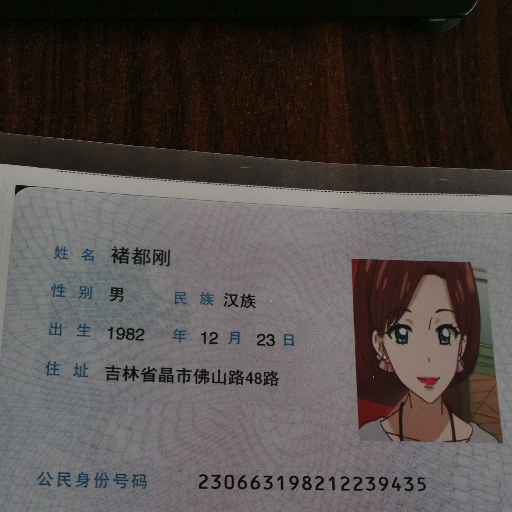 姓名 褚都刚
性别 男 民族 汉族
出生 1982 年 12 月 23 日
住址 吉林省晶市佛山路48路
公民身份号码 230663198212239435